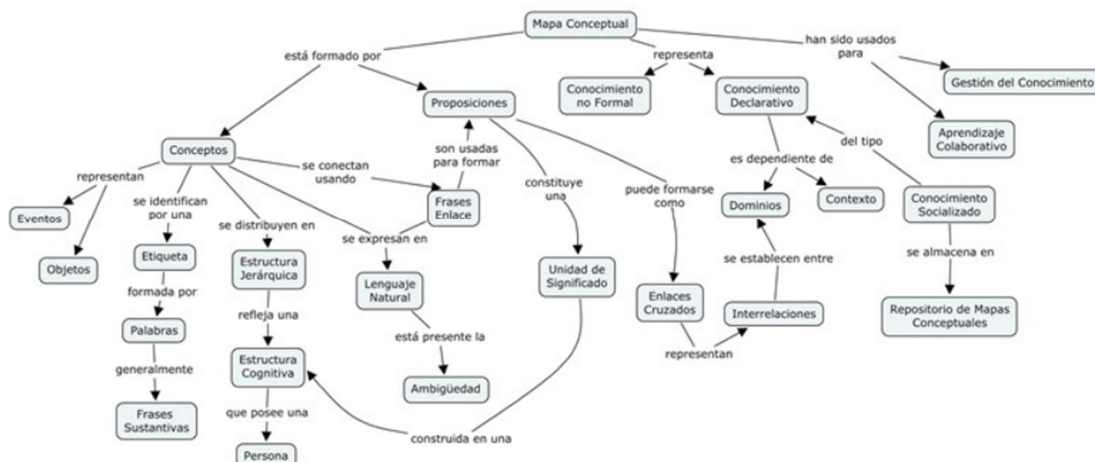 Mapa Conceptual
está formado por
representa
han sido usados
para
Conocimiento
no Formal
Conocimiento
Declarativo
Gestión del Conocimiento
Proposiciones
Aprendizaje
Colaborativo
Conceptos
son usadas
para formar
es dependiente de
del tipo
representan
se conectan
usando
constituye
una
puede formarse
como
se identifican
por una
Eventos
Frases
Enlace
Dominios
Contexto
Conocimiento
Socializado
se distribuyen en
se expresan en
Objetos
Etiqueta
Estructura
Jerárquica
Lenguaje
Natural
Unidad de
Significado
se establecen entre
se almacena en
formada por
Enlaces
Cruzados
Interrelaciones
Repositorio de Mapas
Conceptuales
refleja una
Palabras
está presente la
representan
generalmente
Estructura
Cognitiva
Ambigüedad
Frases
Sustantivas
que posee una
construida en una
Persona